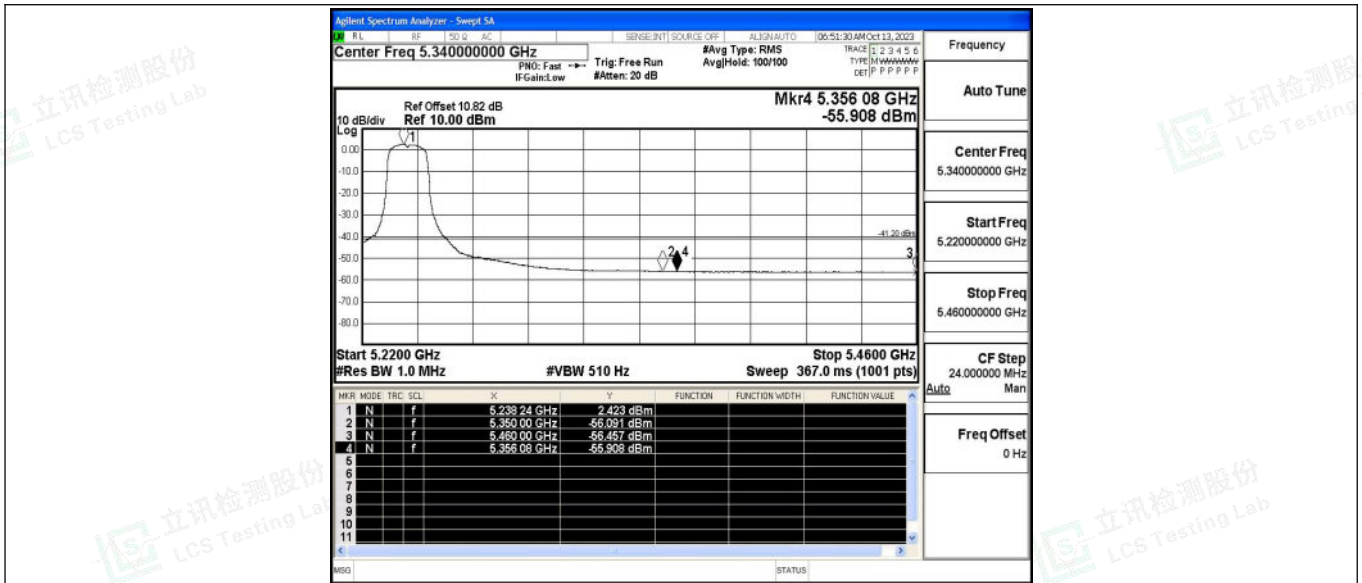 Agilent Spectrum Analyzer - Swept SA
RL RF 50 Ω AC SENSE:INT SOURCE OFF ALIGN AUTO 06:51:30 AM Oct 13, 2023
Center Freq 5.340000000 GHz
PNO: Fast
IFGain:Low
Trig: Free Run
#Atten: 20 dB
#Avg Type: RMS
Avg|Hold: 100/100
TRACE 1 2 3 4 5 6
TYPE M WWWWW
DET P P P P P P
Ref Offset 10.82 dB
10 dB/div Ref 10.00 dBm
Mkr4 5.356 08 GHz
-55.908 dBm
Log
1
0.00
-10.0
-20.0
-30.0
-40.0
-41.20 dBm
2 4 3
-50.0
-60.0
-70.0
-80.0
Start 5.2200 GHz Stop 5.4600 GHz
#Res BW 1.0 MHz #VBW 510 Hz Sweep 367.0 ms (1001 pts)
MKR MODE TRC SCL X Y FUNCTION FUNCTION WIDTH FUNCTION VALUE
1 N f 5.238 24 GHz 2.423 dBm
2 N f 5.350 00 GHz -56.091 dBm
3 N f 5.460 00 GHz -56.457 dBm
4 N f 5.356 08 GHz -55.908 dBm
5
6
7
8
9
10
11
MSG STATUS
Frequency
Auto Tune
Center Freq
5.340000000 GHz
Start Freq
5.220000000 GHz
Stop Freq
5.460000000 GHz
CF Step
24.000000 MHz
Auto Man
Freq Offset
0 Hz
立讯检测股份
LCS Testing Lab
立讯检测
LCS Testing
立讯检测股份
LCS Testing Lab
立讯检测股份
LCS Testing Lab